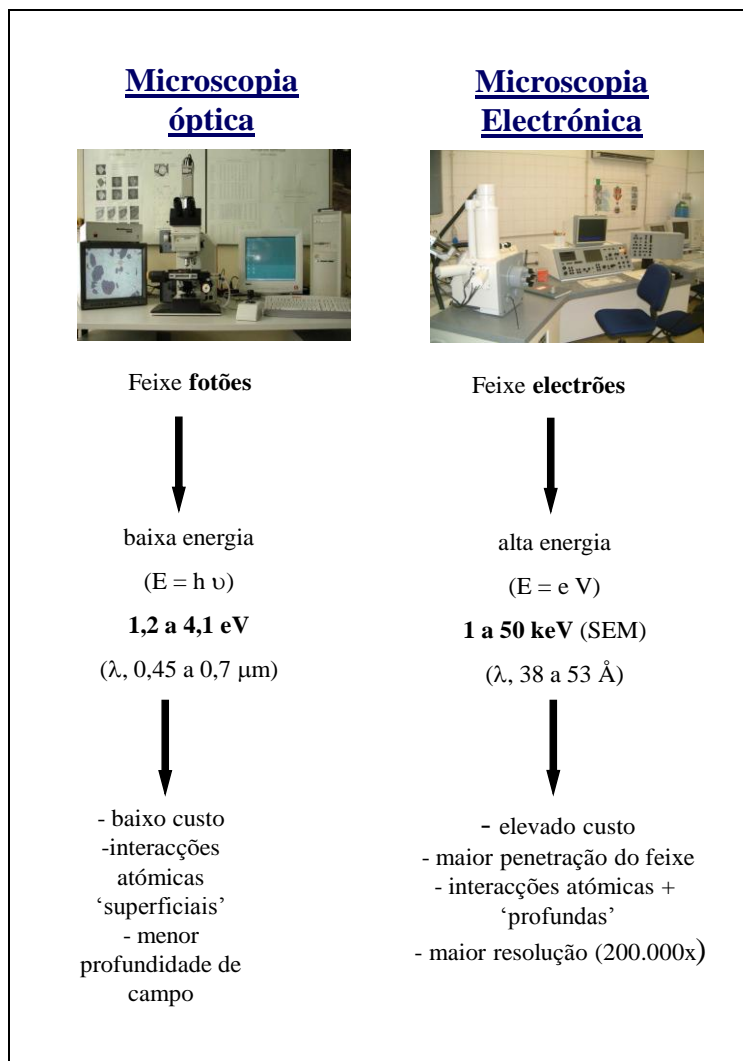 Microscopia
óptica
Feixe fotões
baixa energia
(E = h υ)
1,2 a 4,1 eV
(λ, 0,45 a 0,7 μm)
- baixo custo
-interacções
atómicas
‘superficiais’
- menor
profundidade de
campo
Microscopia
Electrónica
Feixe electrões
alta energia
(E = e V)
1 a 50 keV (SEM)
(λ, 38 a 53 Å)
- elevado custo
- maior penetração do feixe
- interacções atómicas +
‘profundas’
- maior resolução (200.000x)